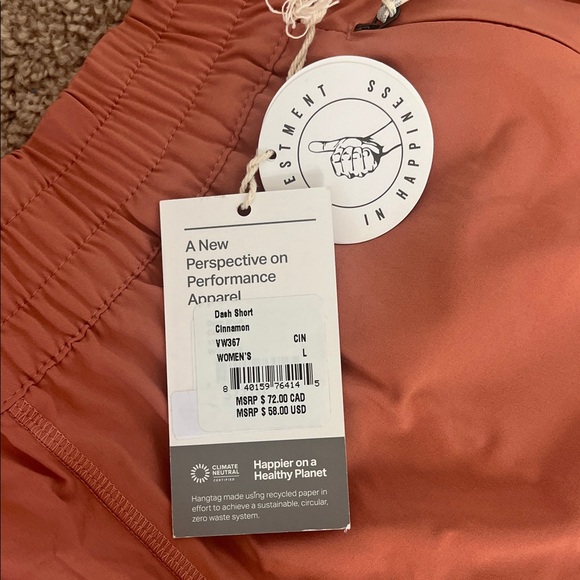 ESTMENT IN HAPPINESS
A New
Perspective on
Performance
Apparel
Dash Short
Cinnamon
VW367 CIN
WOMEN'S L
8 40159 76414 5
MSRP $ 72.00 CAD
MSRP $ 58.00 USD
CLIMATE
NEUTRAL
CERTIFIED
Happier on a
Healthy Planet
Hangtag made using recycled paper in
effort to achieve a sustainable, circular,
zero waste system.